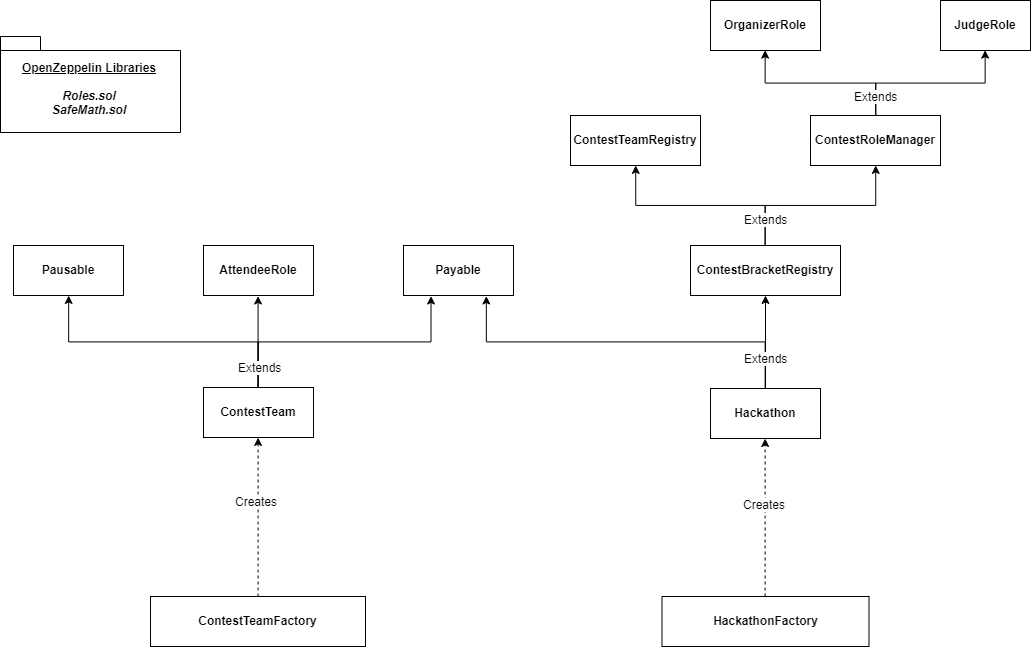 OrganizerRole
JudgeRole
OpenZeppelin Libraries
Roles.sol
SafeMath.sol
Extends
ContestTeamRegistry
ContestRoleManager
Extends
Pausable
AttendeeRole
Payable
ContestBracketRegistry
Extends
Extends
ContestTeam
Hackathon
Creates
Creates
ContestTeamFactory
HackathonFactory